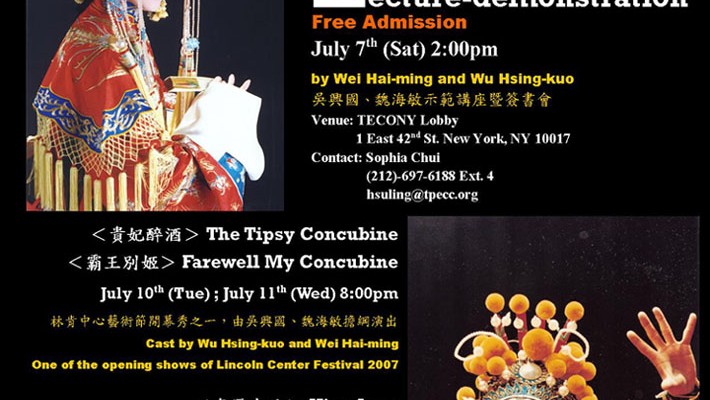 ecture-demonstration
Free Admission
July 7th (Sat) 2:00pm
by Wei Hai-ming and Wu Hsing-kuo
吳興國、魏海敏示範講座暨簽書會
Venue: TECONY Lobby
1 East 42nd St. New York, NY 10017
Contact: Sophia Chui
(212)-697-6188 Ext. 4
hsuling@tpecc.org
＜貴妃醉酒＞ The Tipsy Concubine
＜霸王別姬＞ Farewell My Concubine
July 10th (Tue) ; July 11th (Wed) 8:00pm
林肯中心藝術節開幕秀之一，由吳興國、魏海敏擔綱演出
Cast by Wu Hsing-kuo and Wei Hai-ming
One of the opening shows of Lincoln Center Festival 2007